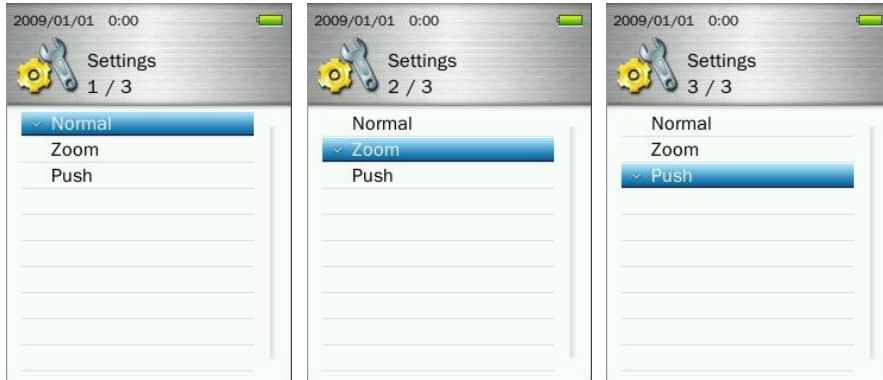 2009/01/01 0:00
Settings
1 / 3
Normal
Zoom
Push
2009/01/01 0:00
Settings
2 / 3
Normal
Zoom
Push
2009/01/01 0:00
Settings
3 / 3
Normal
Zoom
Push